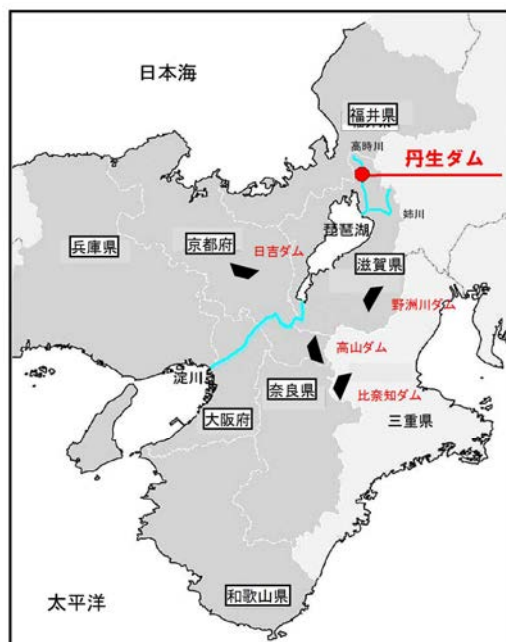 日本海
福井県
高時川
丹生ダム
姉川
琵琶湖
京都府
日吉ダム
兵庫県
滋賀県
野洲川ダム
高山ダム
淀川
奈良県
比奈知ダム
大阪府
三重県
和歌山県
太平洋